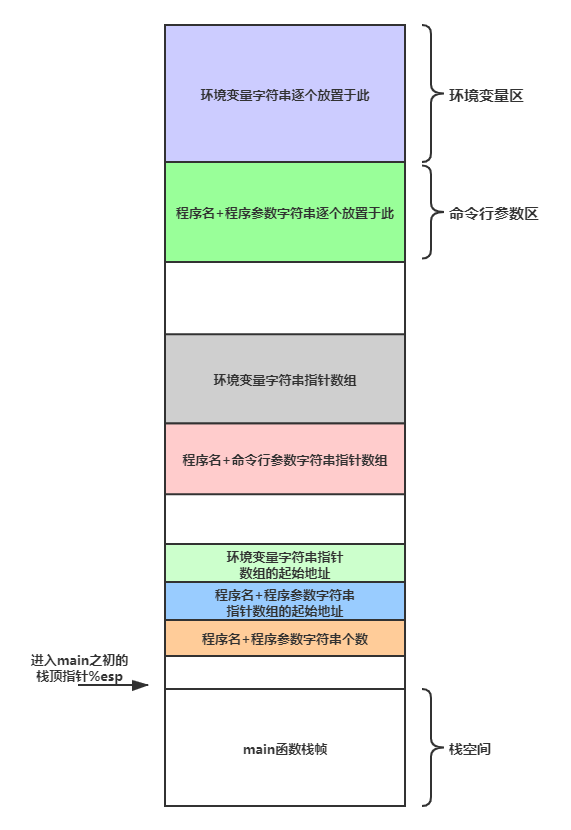 环境变量字符串逐个放置于此
环境变量区
程序名+程序参数字符串逐个放置于此
命令行参数区
环境变量字符串指针数组
程序名+命令行参数字符串指针数组
环境变量字符串指针
数组的起始地址
程序名+程序参数字符串
指针数组的起始地址
程序名+程序参数字符串个数
进入main之初的
栈顶指针%esp
main函数栈帧
栈空间